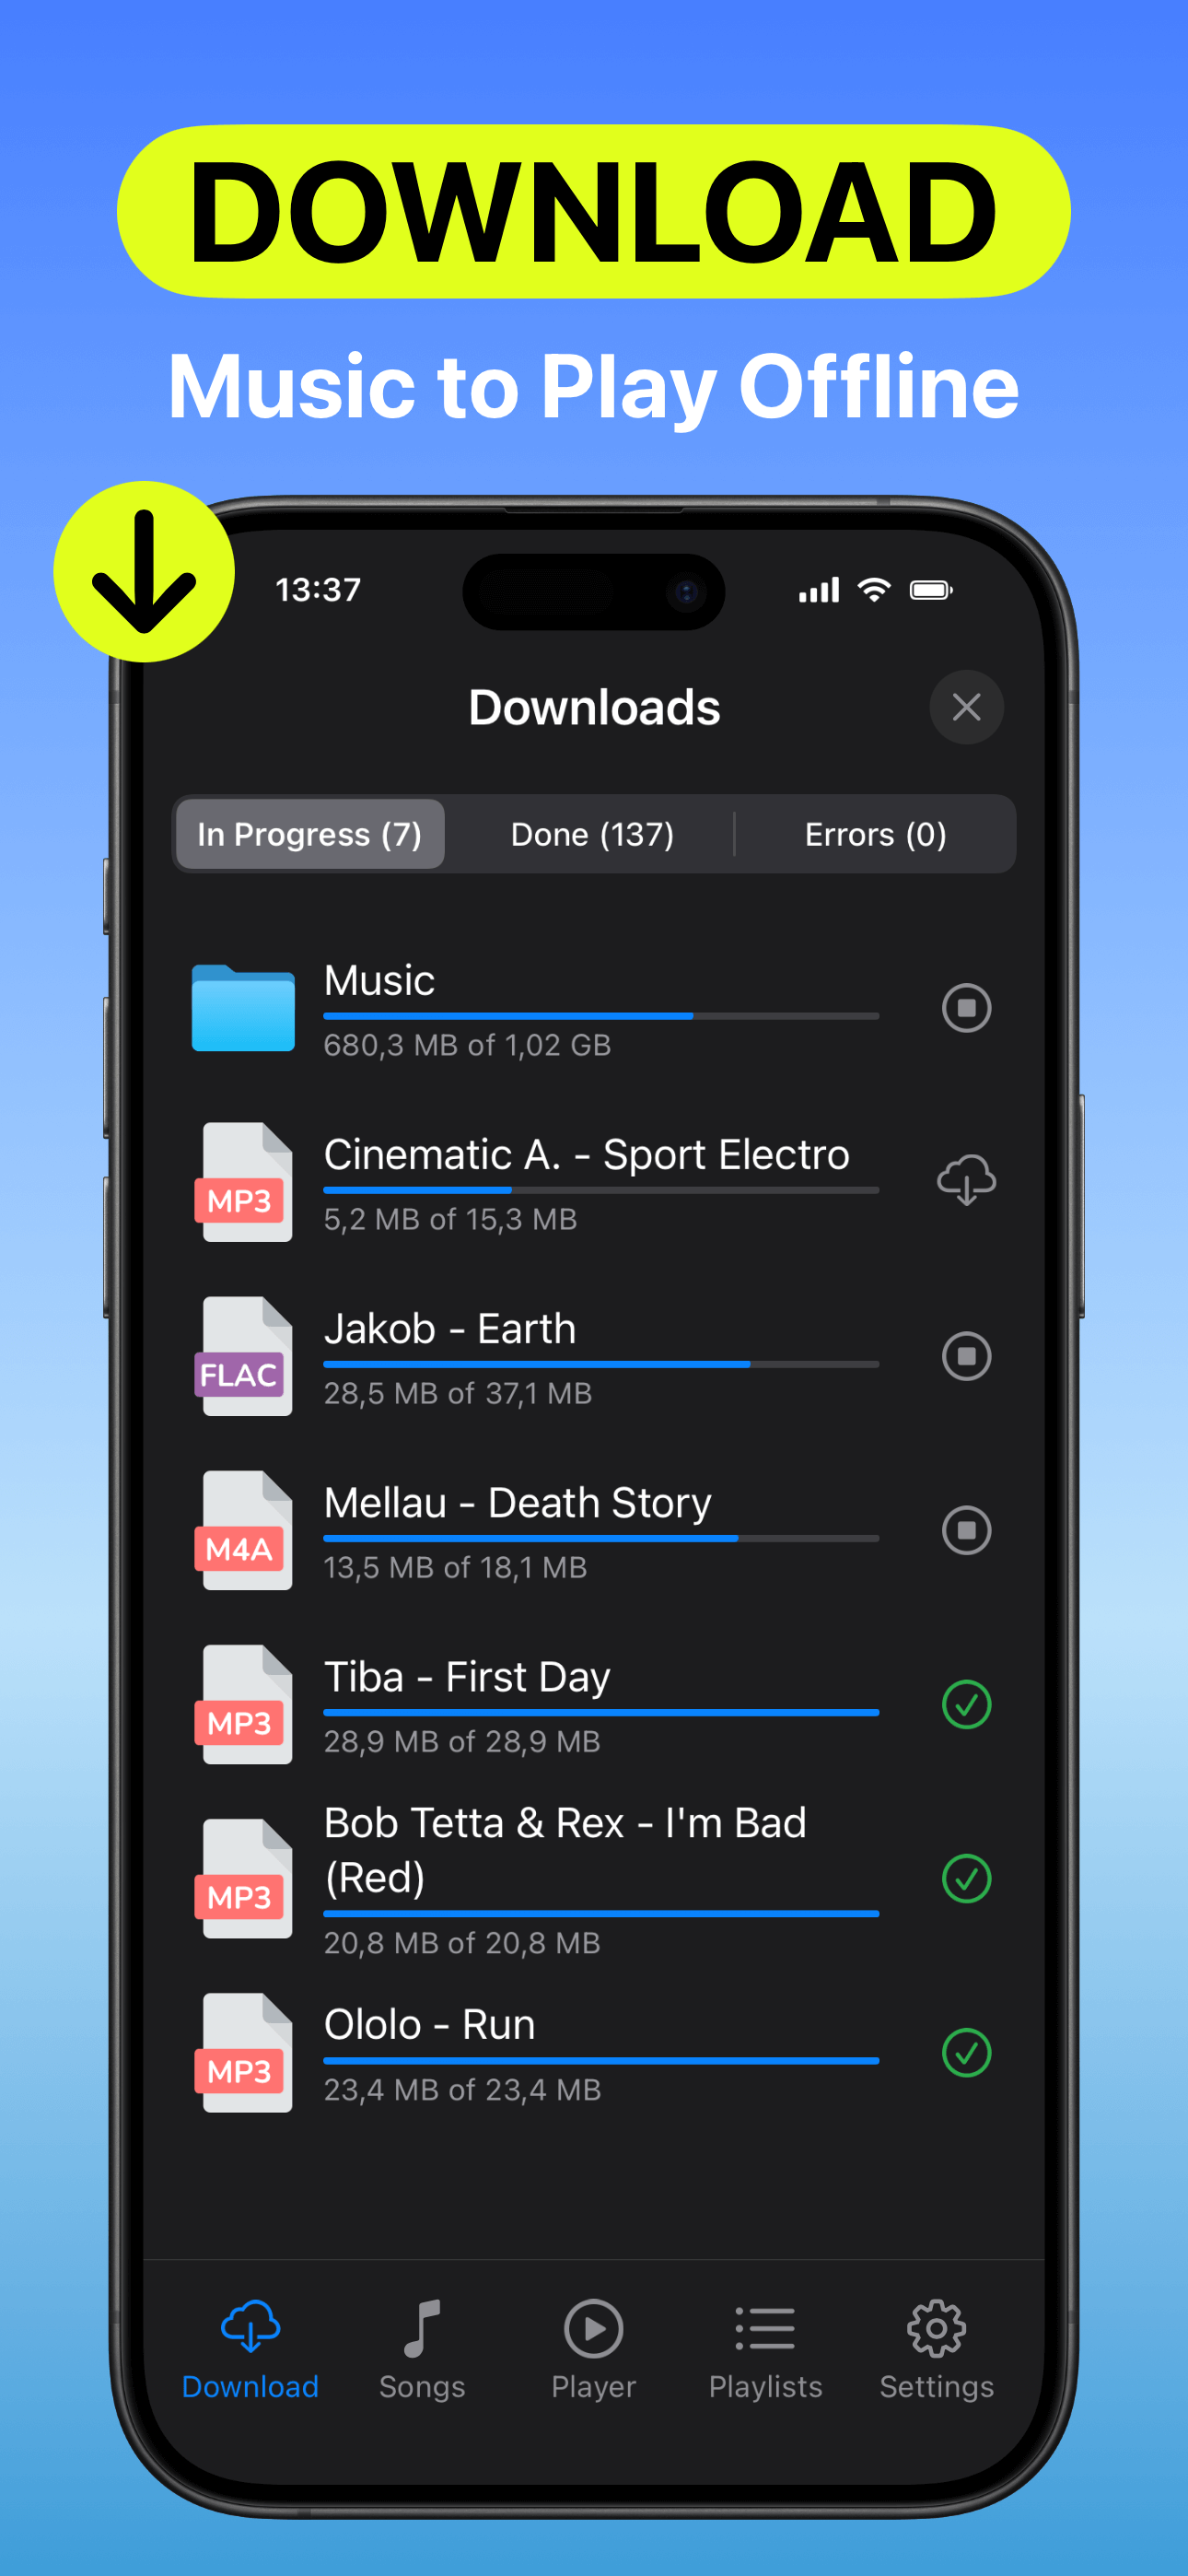 DOWNLOAD
Music to Play Offline
13:37
Downloads
In Progress (7) Done (137) Errors (0)
Music
680,3 MB of 1,02 GB
Cinematic A. - Sport Electro
MP3
5,2 MB of 15,3 MB
Jakob - Earth
FLAC
28,5 MB of 37,1 MB
Mellau - Death Story
M4A
13,5 MB of 18,1 MB
Tiba - First Day
MP3
28,9 MB of 28,9 MB
Bob Tetta & Rex - I'm Bad
(Red)
MP3
20,8 MB of 20,8 MB
Ololo - Run
MP3
23,4 MB of 23,4 MB
Download Songs Player Playlists Settings